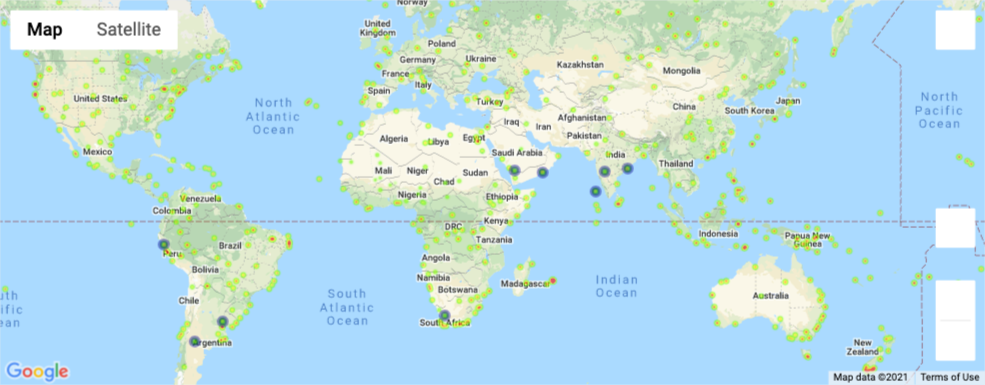 Norway
Map
Satellite
United
Kingdom
Poland
Germany
Ukraine
Kazakhstan
Mongolia
France
Italy
Spain
Turkey
United States
North
Atlantic
Ocean
China
South Korea
Japan
North
Pacific
Ocean
Iraq
Iran
Afghanistan
Pakistan
Algeria
Libya
Egypt
Mexico
Saudi Arabia
India
Thailand
Mali
Niger
Chad
Sudan
Nigeria
Ethiopia
Venezuela
Colombia
Kenya
DRC
Tanzania
Indonesia
Papua New
Guinea
Brazil
Peru
Bolivia
Angola
Namibia
Botswana
Madagascar
Indian
Ocean
Australia
Chile
South
Atlantic
Ocean
uth
ific
ean
South Africa
Argentina
New
Zealand
Google
Map data ©2021
Terms of Use